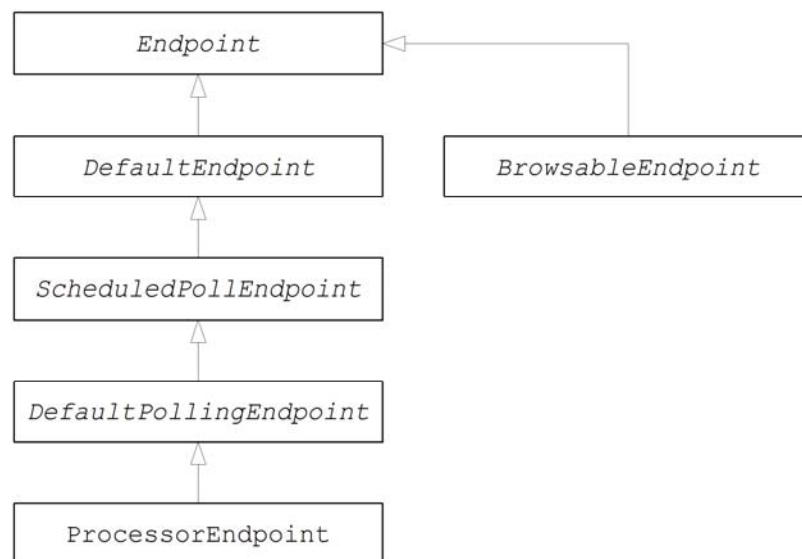 Endpoint
DefaultEndpoint
BrowsableEndpoint
ScheduledPollEndpoint
DefaultPollingEndpoint
ProcessorEndpoint